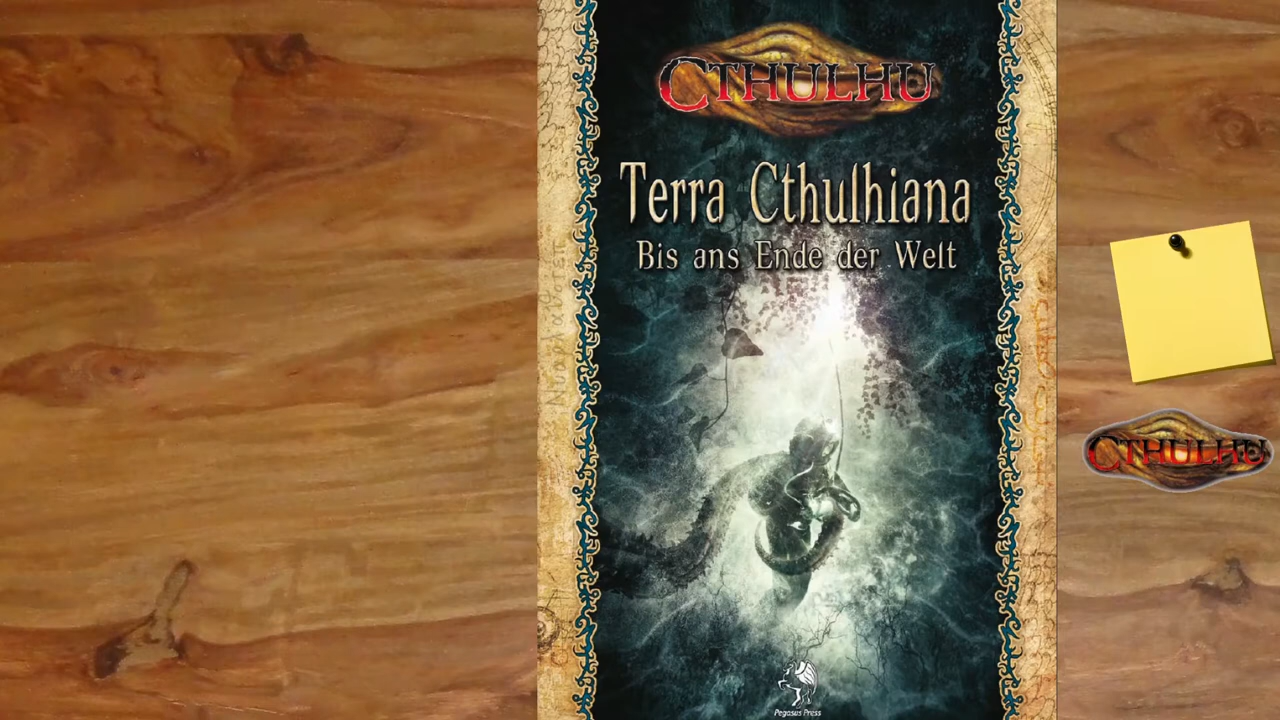 CTHULHU
Terra Cthulhiana
Bis ans Ende der Welt
Pegasus Press
CTHULHU